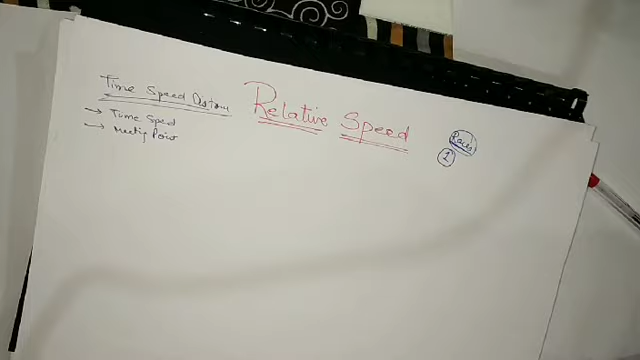 Time Speed Distance
Relative Speed
→ Time Speed
→ Meeting Point
Races
1